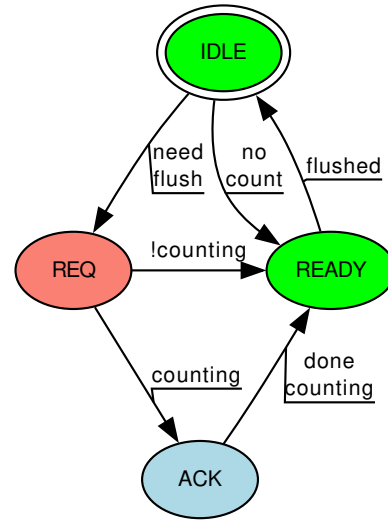 IDLE
need
flush
no
count
flushed
REQ
!counting
READY
counting
done
counting
ACK